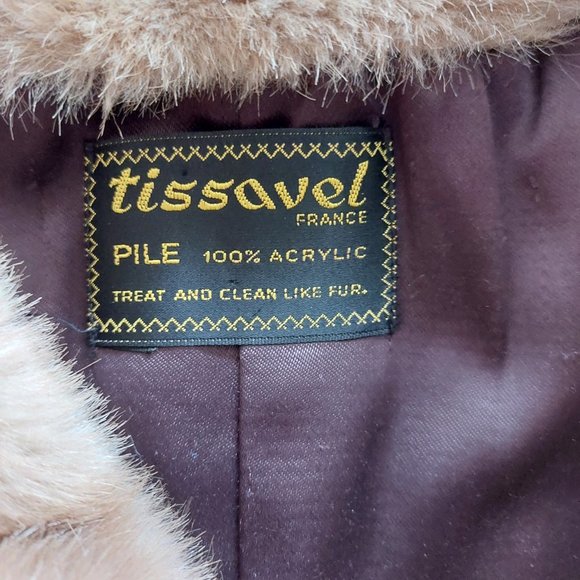 tissavel
FRANCE
PILE 100% ACRYLIC
TREAT AND CLEAN LIKE FUR.